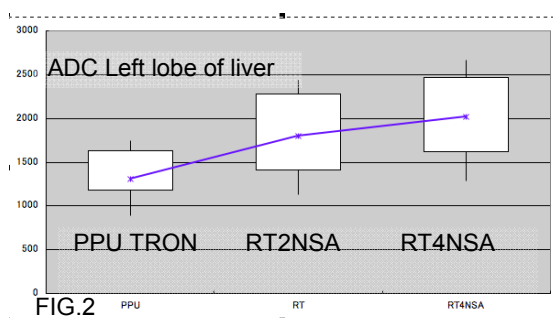 3000
ADC Left lobe of liver
2500
2000
1500
1000
PPU TRON RT2NSA RT4NSA
500
0
FIG.2 PPU RT RT4NSA